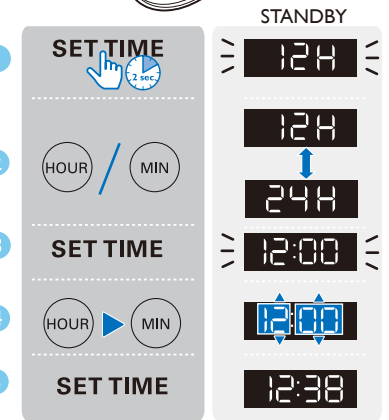 STANDBY
SET TIME
2 sec.
12H
HOUR / MIN
12H
24H
SET TIME
12:00
HOUR MIN
12:00
SET TIME
12:38